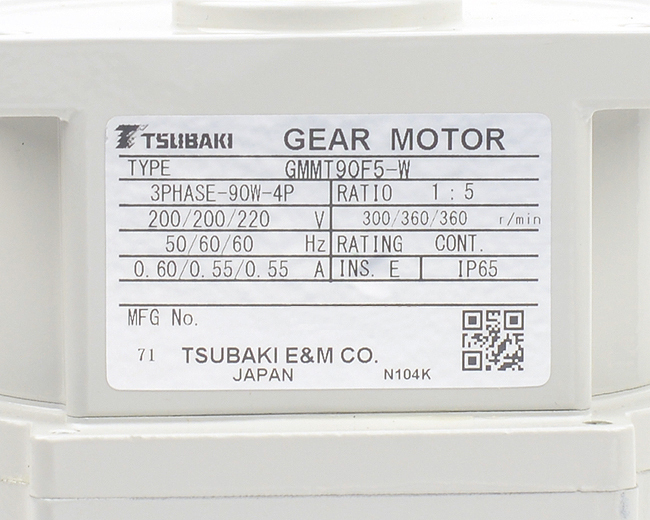 TSUBAKI GEAR MOTOR
TYPE GMMT90F5-W
3PHASE-90W-4P RATIO 1:5
200/200/220 V 300/360/360 r/min
50/60/60 Hz RATING CONT.
0.60/0.55/0.55 A INS. E IP65
MFG No.
71 TSUBAKI E&M CO.
JAPAN N104K